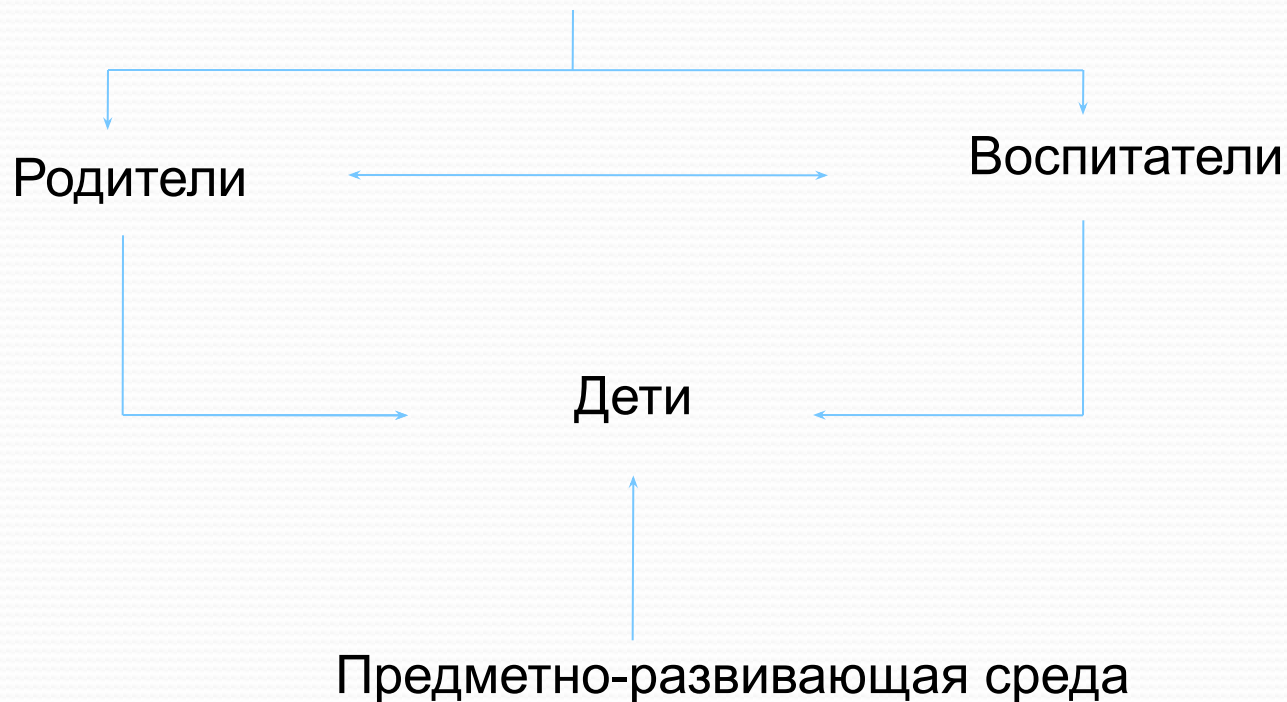 Родители
Воспитатели
Дети
Предметно-развивающая среда